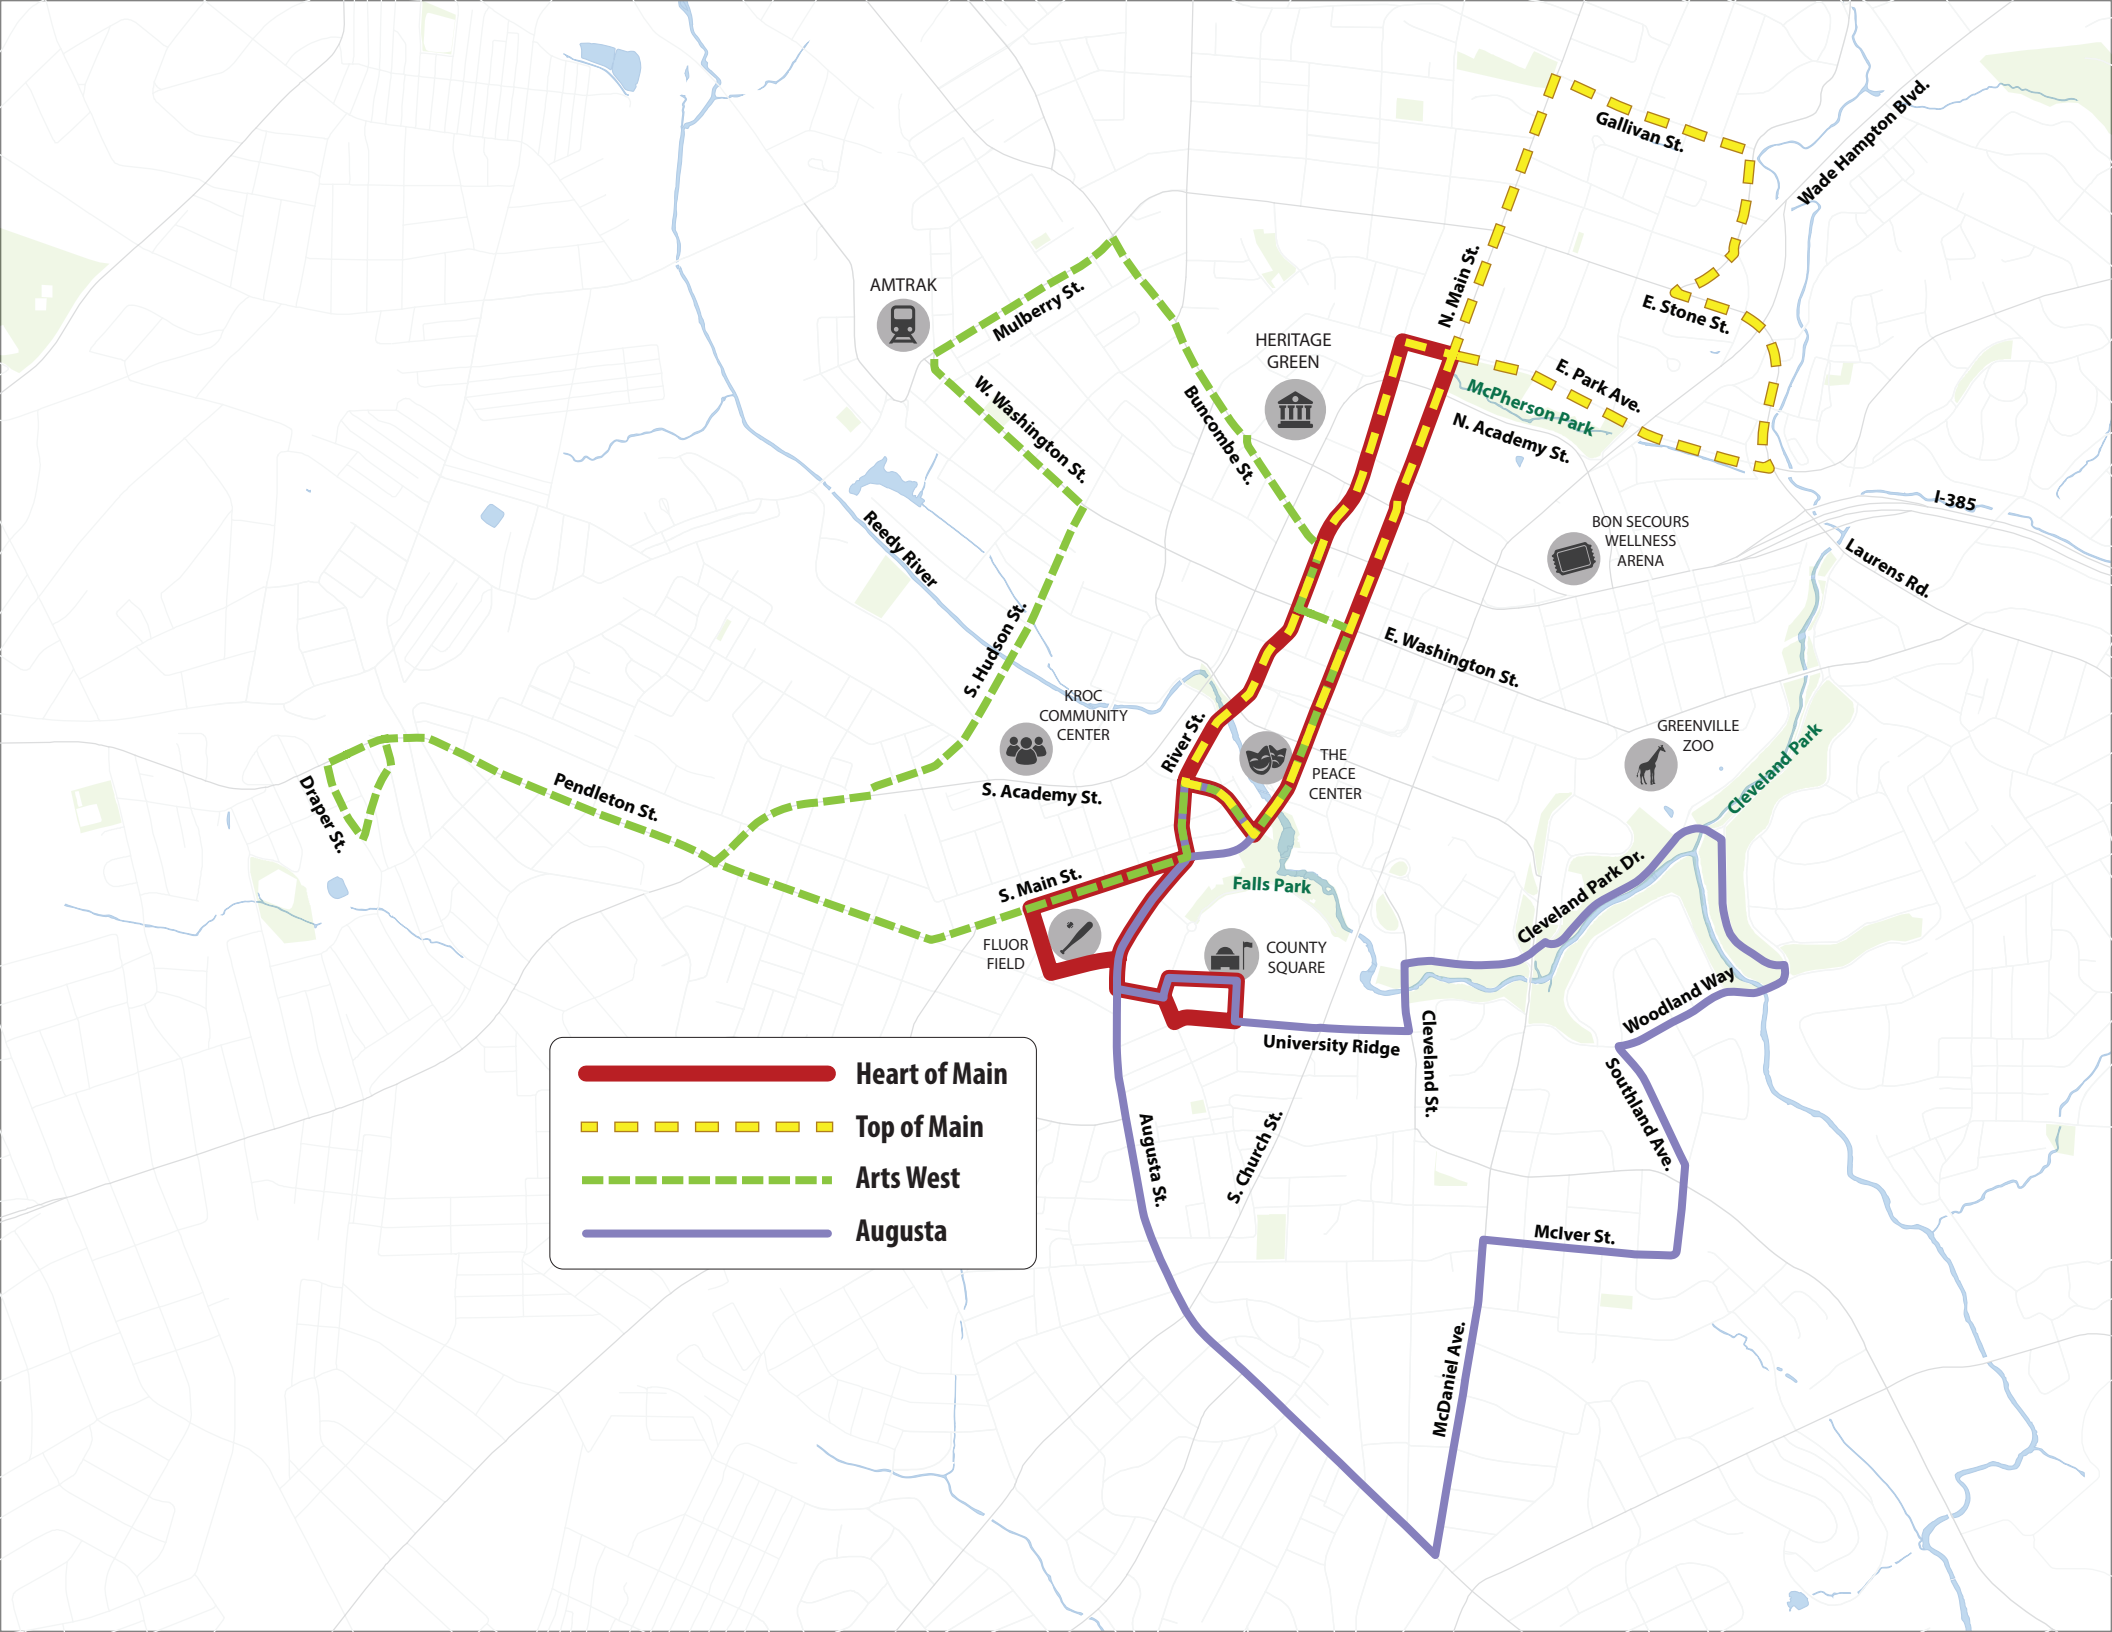 Gallivan St.
Wade Hampton Blvd.
N. Main St.
AMTRAK
Mulberry St.
E. Stone St.
HERITAGE
GREEN
E. Park Ave.
McPherson Park
W. Washington St.
Buncombe St.
N. Academy St.
I-385
Reedy River
BON SECOURS
WELLNESS
ARENA
Laurens Rd.
S. Hudson St.
E. Washington St.
KROC
COMMUNITY
CENTER
River St.
GREENVILLE
ZOO
Cleveland Park
THE
PEACE
CENTER
Draper St.
Pendleton St.
S. Academy St.
S. Main St.
Falls Park
Cleveland Park Dr.
FLUOR
FIELD
COUNTY
SQUARE
Woodland Way
University Ridge
Cleveland St.
Southland Ave.
Heart of Main
Top of Main
Arts West
Augusta
Augusta St.
S. Church St.
McIver St.
McDaniel Ave.